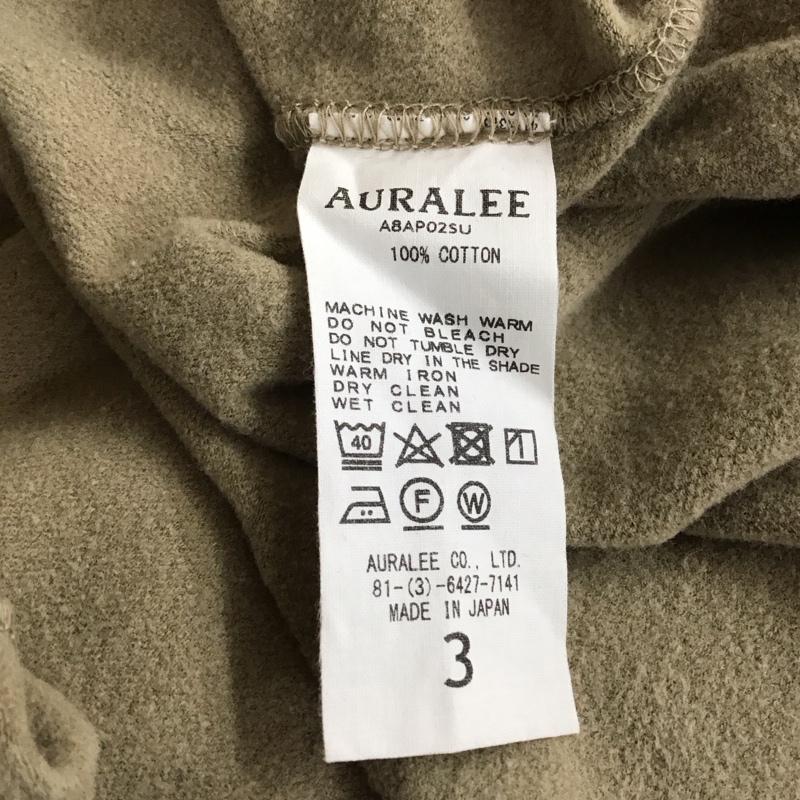 AURALEE
A8AP02SU
100% COTTON
MACHINE WASH WARM
DO NOT BLEACH
DO NOT TUMBLE DRY
LINE DRY IN THE SHADE
WARM IRON
DRY CLEAN
WET CLEAN
40
F W
AURALEE CO., LTD.
81-(3)-6427-7141
MADE IN JAPAN
3